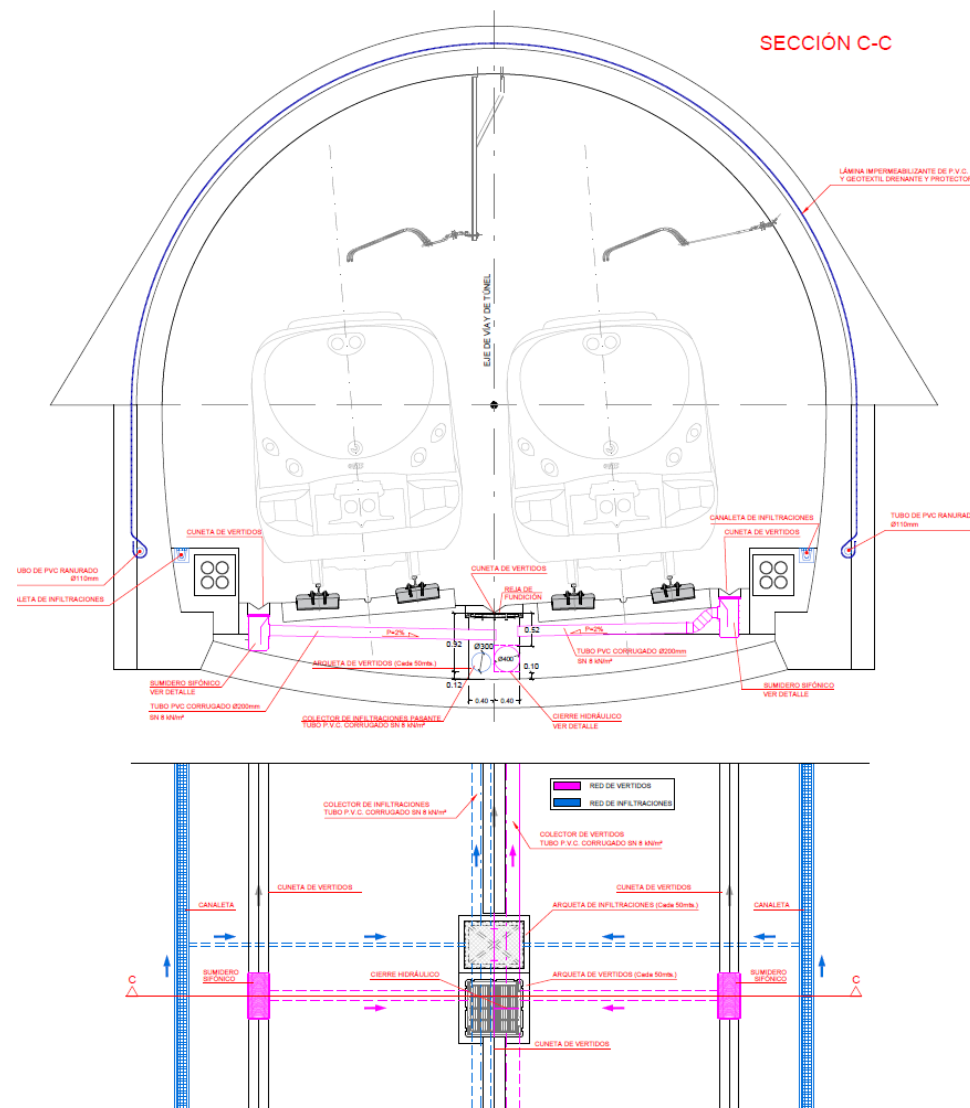 SECCIÓN C-C
LÁMINA IMPERMEABILIZANTE DE P.V.C.
Y GEOTEXTIL DRENANTE Y PROTECTOR
EJE DE VÍA Y DE TÚNEL
CANALETA DE INFILTRACIONES
TUBO DE PVC RANURAD
Ø110mm
CUNETA DE VERTIDOS
CUNETA DE VERTIDOS
UBO DE PVC RANURADO
Ø110mm
ALETA DE INFILTRACIONES
CUNETA DE VERTIDOS
REJA DE
FUNDICIÓN
P=2%
P=2%
0.92
0.52
Ø300
Ø400
0.10
0.12
0.40
0.40
ARQUETA DE VERTIDOS (Cada 50mts.)
TUBO PVC CORRUGADO Ø200mm
SN 8 kN/m²
SUMIDERO SIFÓNICO
VER DETALLE
SUMIDERO SIFÓNICO
VER DETALLE
TUBO PVC CORRUGADO Ø200mm
SN 8 kN/m²
COLECTOR DE INFILTRACIONES PASANTE
TUBO P.V.C. CORRUGADO SN 8 kN/m²
CIERRE HIDRÁULICO
VER DETALLE
RED DE VERTIDOS
RED DE INFILTRACIONES
COLECTOR DE INFILTRACIONES
TUBO P.V.C. CORRUGADO SN 8 kN/m²
COLECTOR DE VERTIDOS
TUBO P.V.C. CORRUGADO SN 8 kN/m²
CUNETA DE VERTIDOS
CUNETA DE VERTIDOS
CANALETA
ARQUETA DE INFILTRACIONES (Cada 50mts.)
CANALETA
SUMIDERO
SIFÓNICO
CIERRE HIDRÁULICO
ARQUETA DE VERTIDOS (Cada 50mts.)
SUMIDERO
SIFÓNICO
C
C
CUNETA DE VERTIDOS